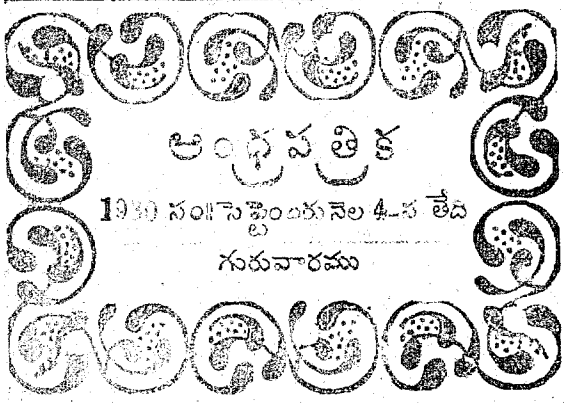 ఆంధ్రపత్రిక
1930 సం॥ సెప్టెంబరు నెల 4-న తేది
గురువారము